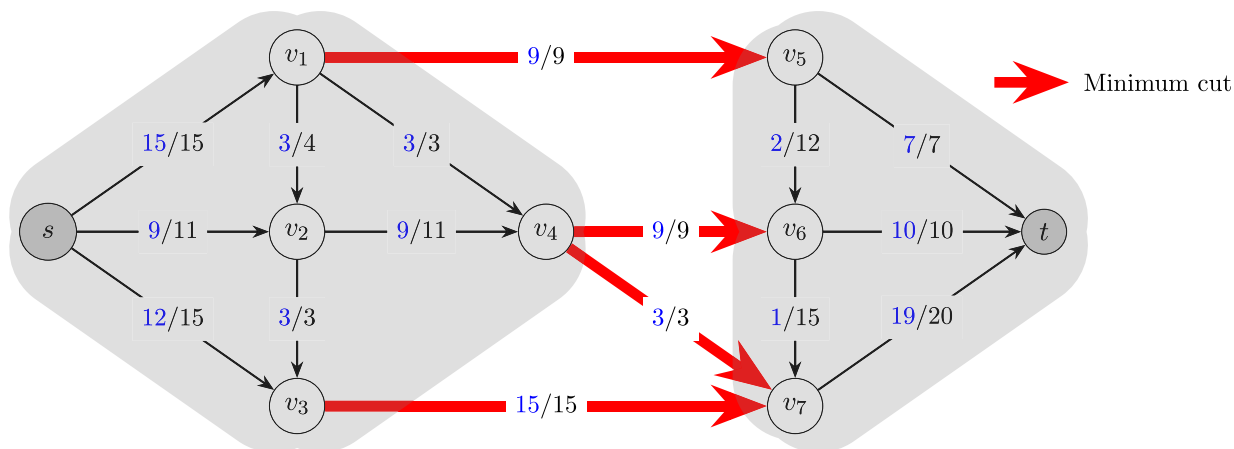 v1 9/9 v5
Minimum cut
15/15 3/4 3/3 2/12 7/7
s 9/11 v2 9/11 v4 9/9 v6 10/10 t
12/15 3/3 3/3 1/15 19/20
v3 15/15 v7